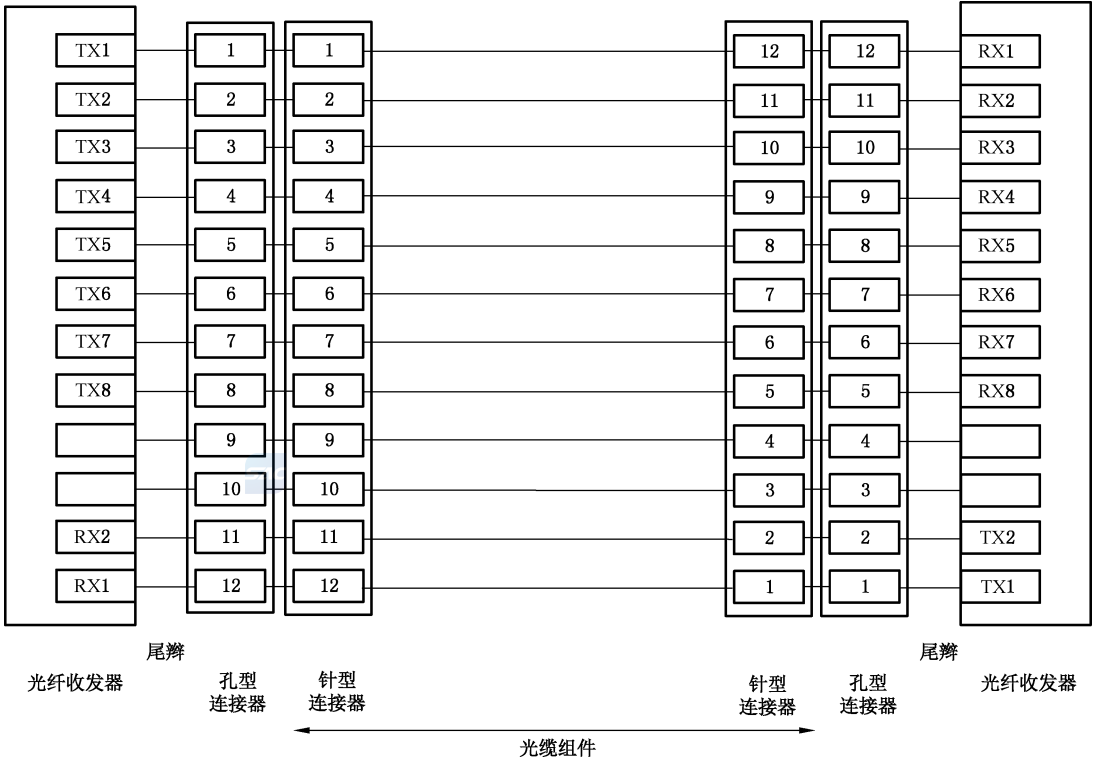 TX1 1 1 12 12 RX1
TX2 2 2 11 11 RX2
TX3 3 3 10 10 RX3
TX4 4 4 9 9 RX4
TX5 5 5 8 8 RX5
TX6 6 6 7 7 RX6
TX7 7 7 6 6 RX7
TX8 8 8 5 5 RX8
9 9 4 4
10 10 3 3
RX2 11 11 2 2 TX2
RX1 12 12 1 1 TX1
尾辫 尾辫
光纤收发器 孔型 针型 针型 孔型 光纤收发器
连接器 连接器 连接器 连接器
光缆组件